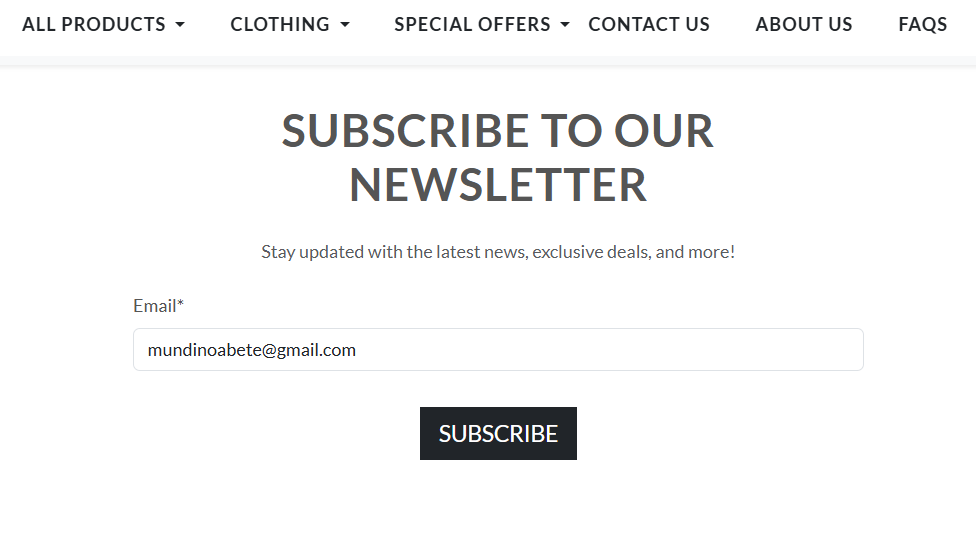 ALL PRODUCTS CLOTHING SPECIAL OFFERS CONTACT US ABOUT US FAQS
SUBSCRIBE TO OUR
NEWSLETTER
Stay updated with the latest news, exclusive deals, and more!
Email*
mundinoabete@gmail.com
SUBSCRIBE